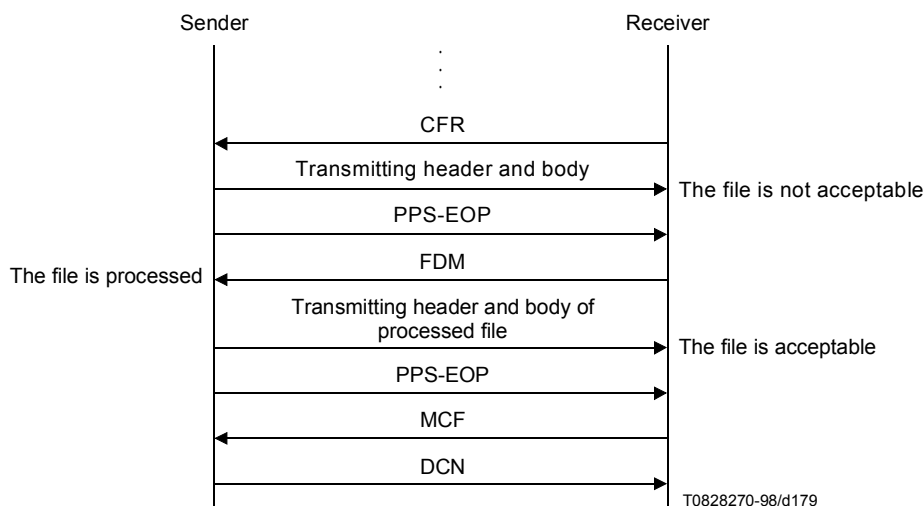 Sender
Receiver
.
.
.
CFR
Transmitting header and body
The file is not acceptable
PPS-EOP
FDM
The file is processed
Transmitting header and body of
processed file
The file is acceptable
PPS-EOP
MCF
DCN
T0828270-98/d179